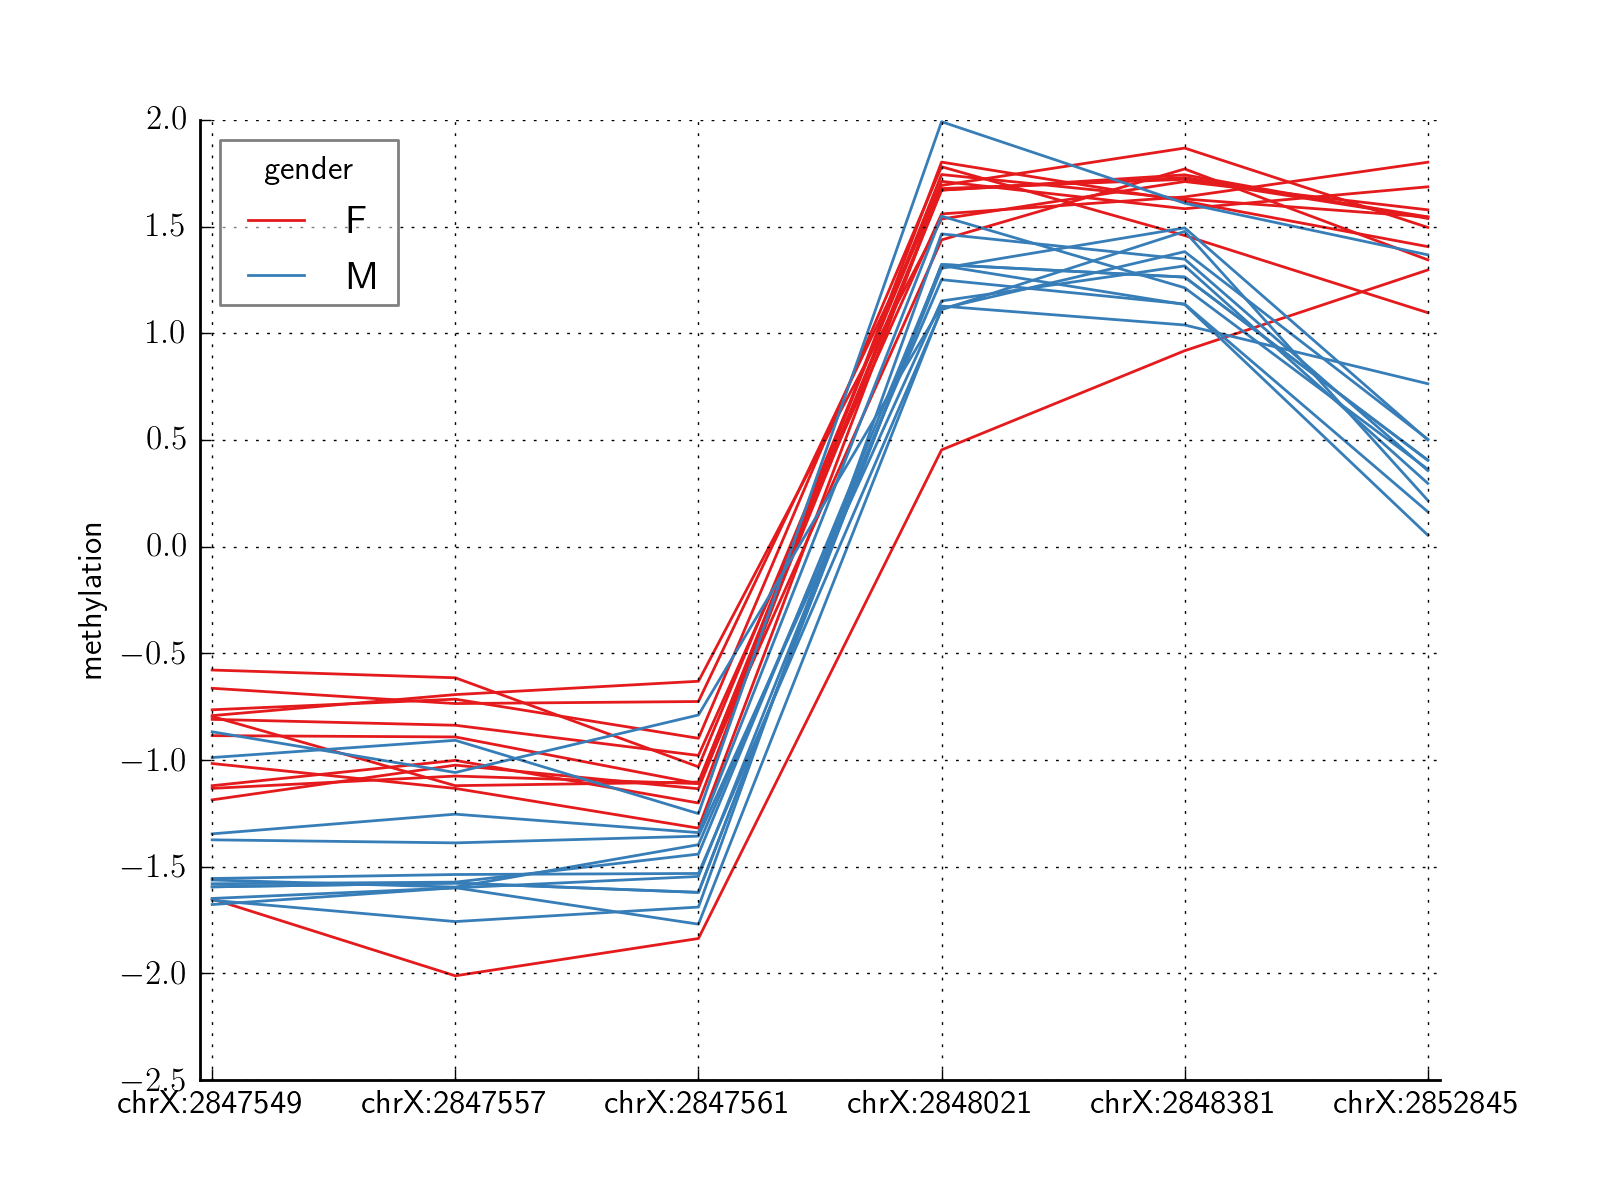 2.0
gender
F
1.5
M
1.0
0.5
0.0
methylation
−0.5
−1.0
−1.5
−2.0
−2.5
chrX:2847549 chrX:2847557 chrX:2847561 chrX:2848021 chrX:2848381 chrX:2852845